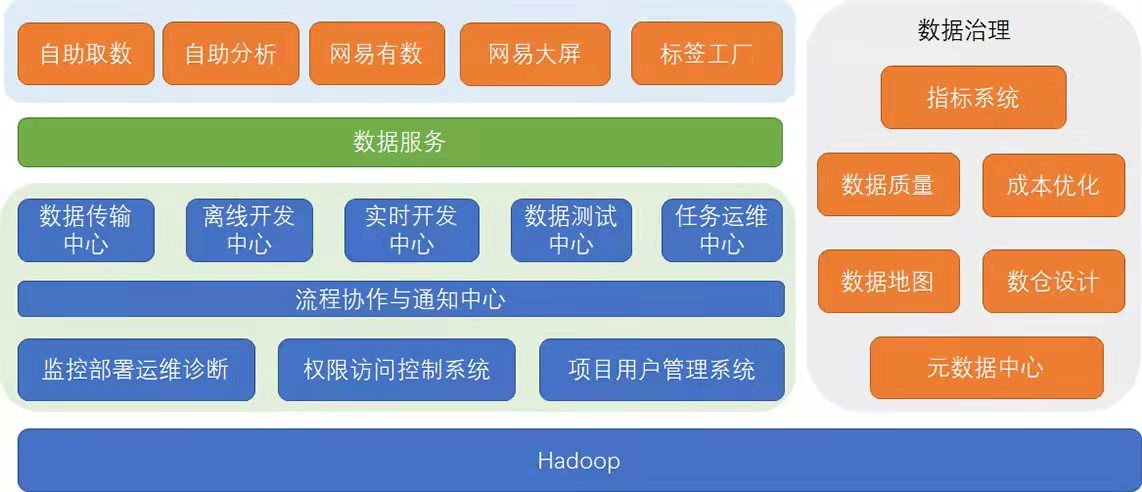 自助取数
自助分析
网易有数
网易大屏
标签工厂
数据服务
数据传输
中心
离线开发
中心
实时开发
中心
数据测试
中心
任务运维
中心
流程协作与通知中心
监控部署运维诊断
权限访问控制系统
项目用户管理系统
数据治理
指标系统
数据质量
成本优化
数据地图
数仓设计
元数据中心
Hadoop